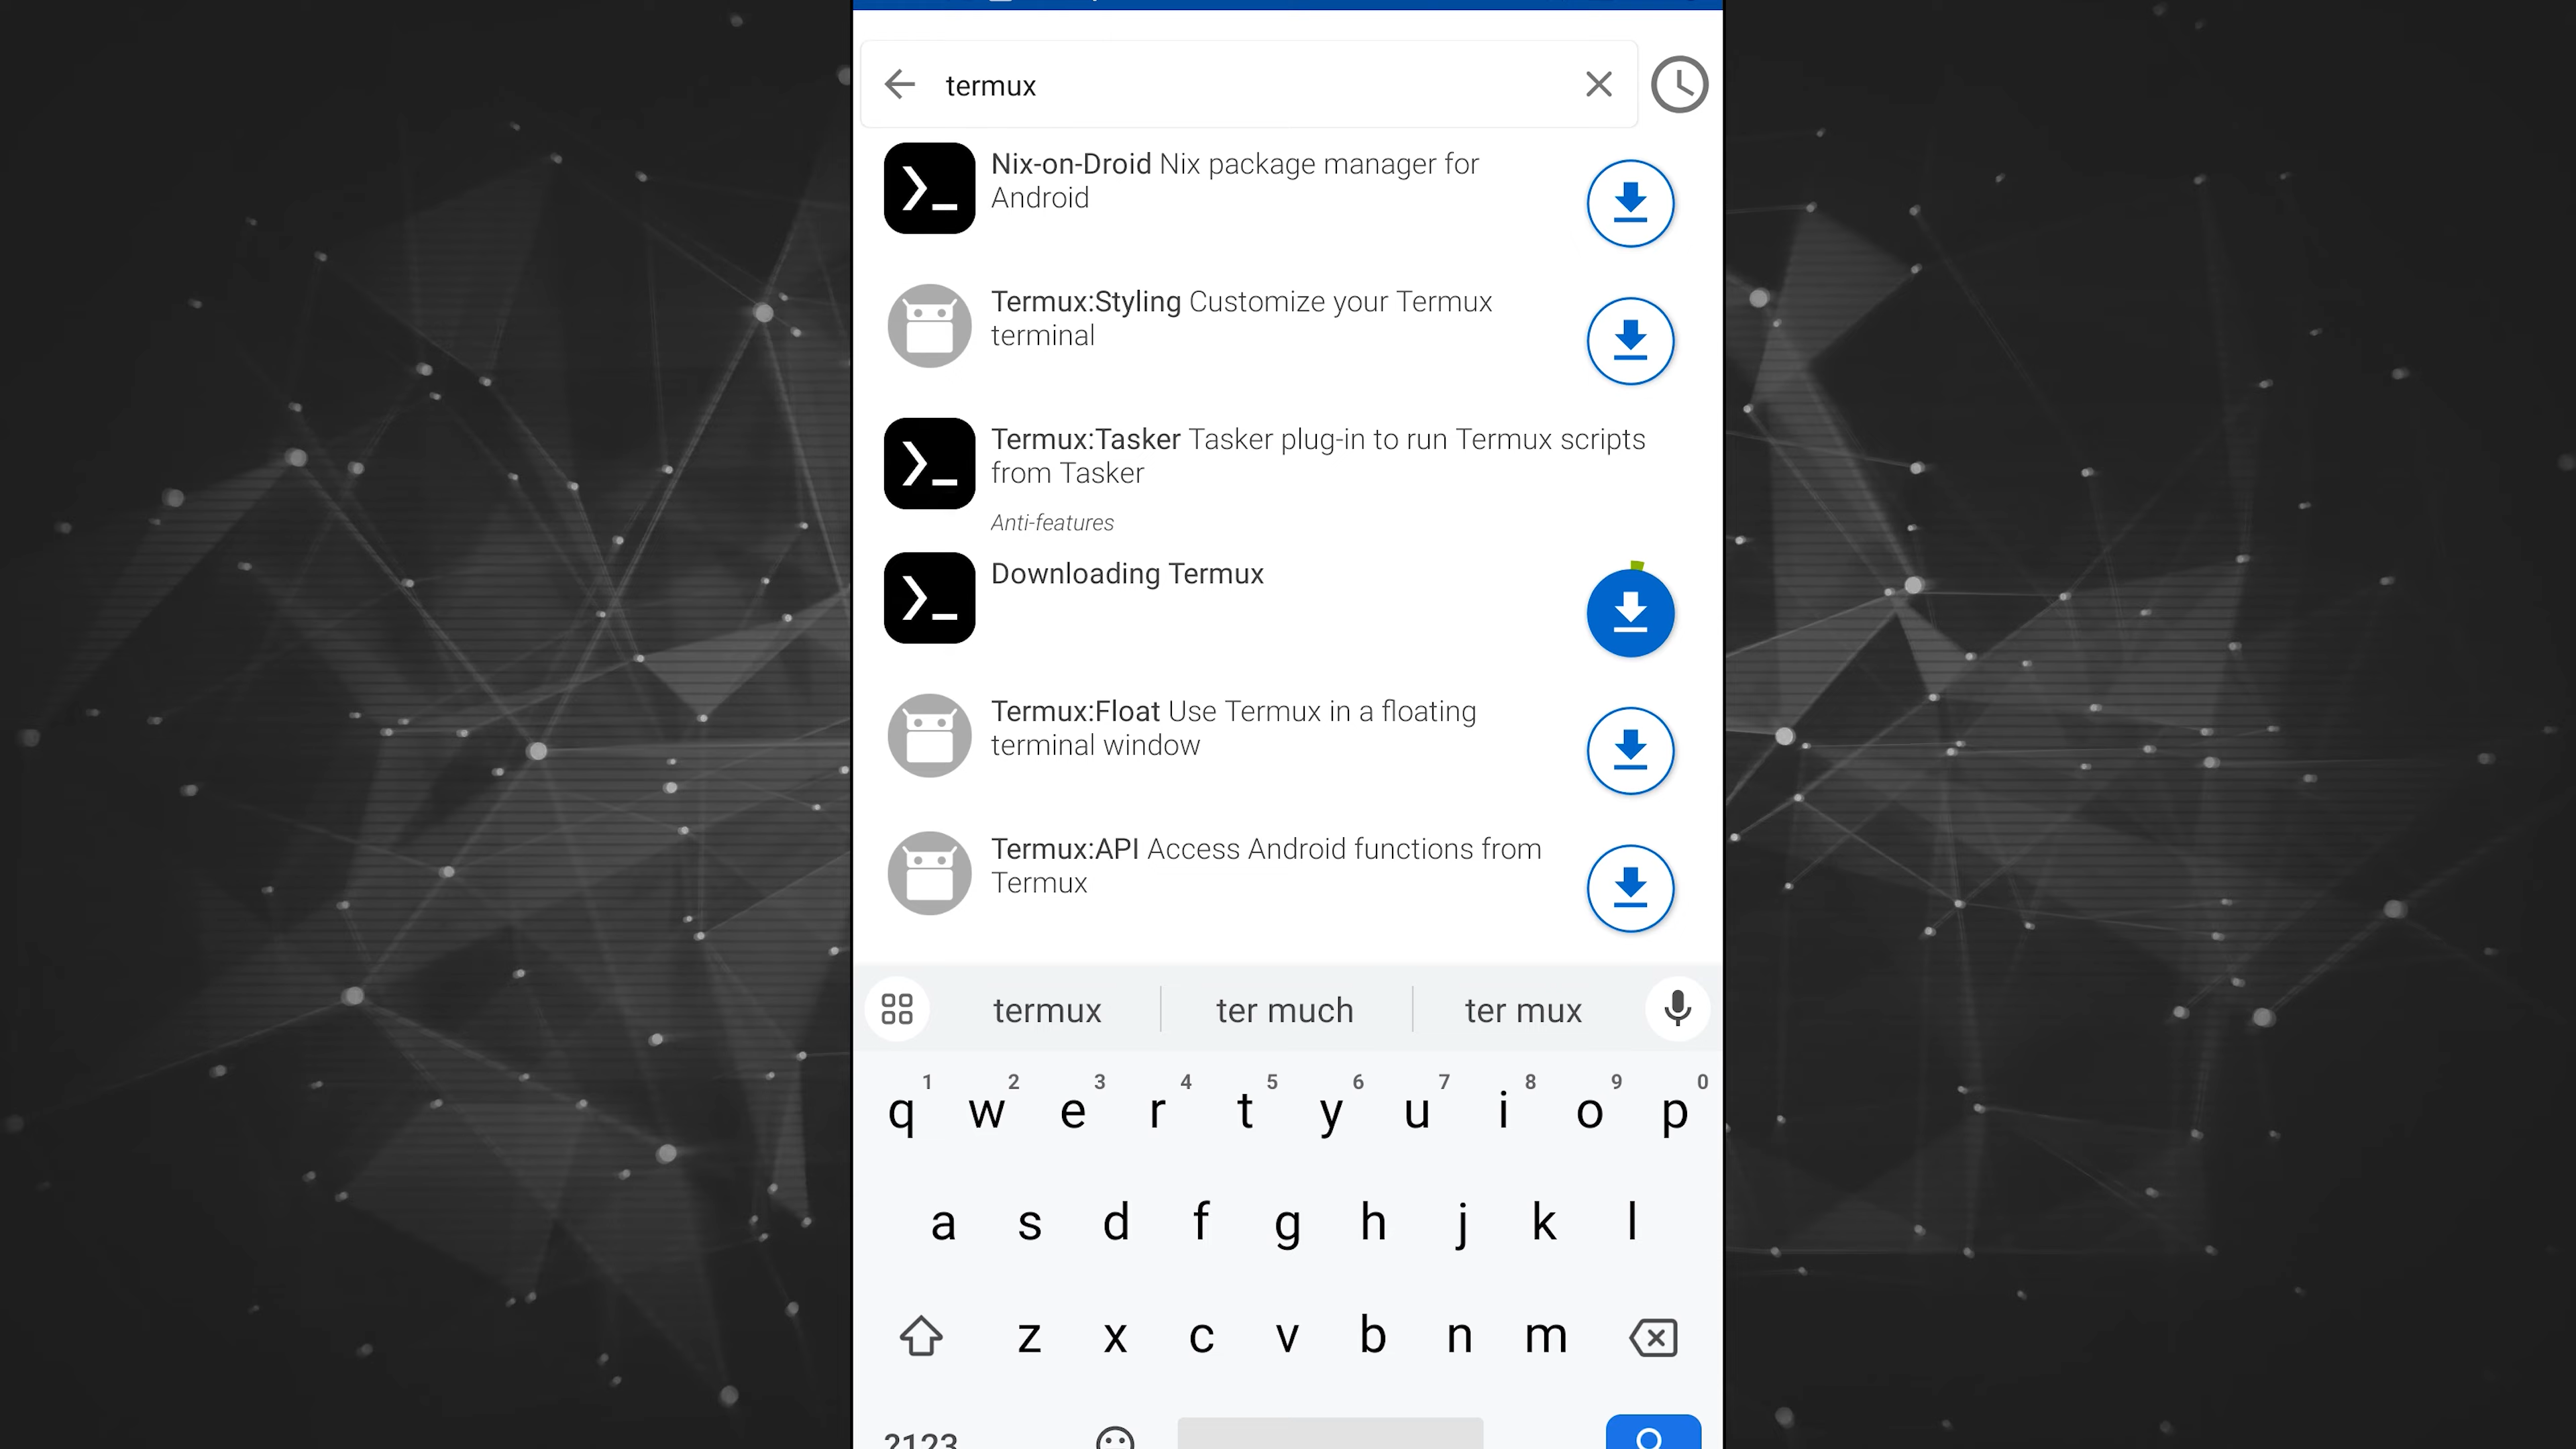 termux
Nix-on-Droid Nix package manager for
Android
Termux:Styling Customize your Termux
terminal
Termux:Tasker Tasker plug-in to run Termux scripts
from Tasker
Anti-features
Downloading Termux
Termux:Float Use Termux in a floating
terminal window
Termux:API Access Android functions from
Termux
termux ter much ter mux
1 2 3 4 5 6 7 8 9 0
q w e r t y u i o p
a s d f g h j k l
z x c v b n m
?123